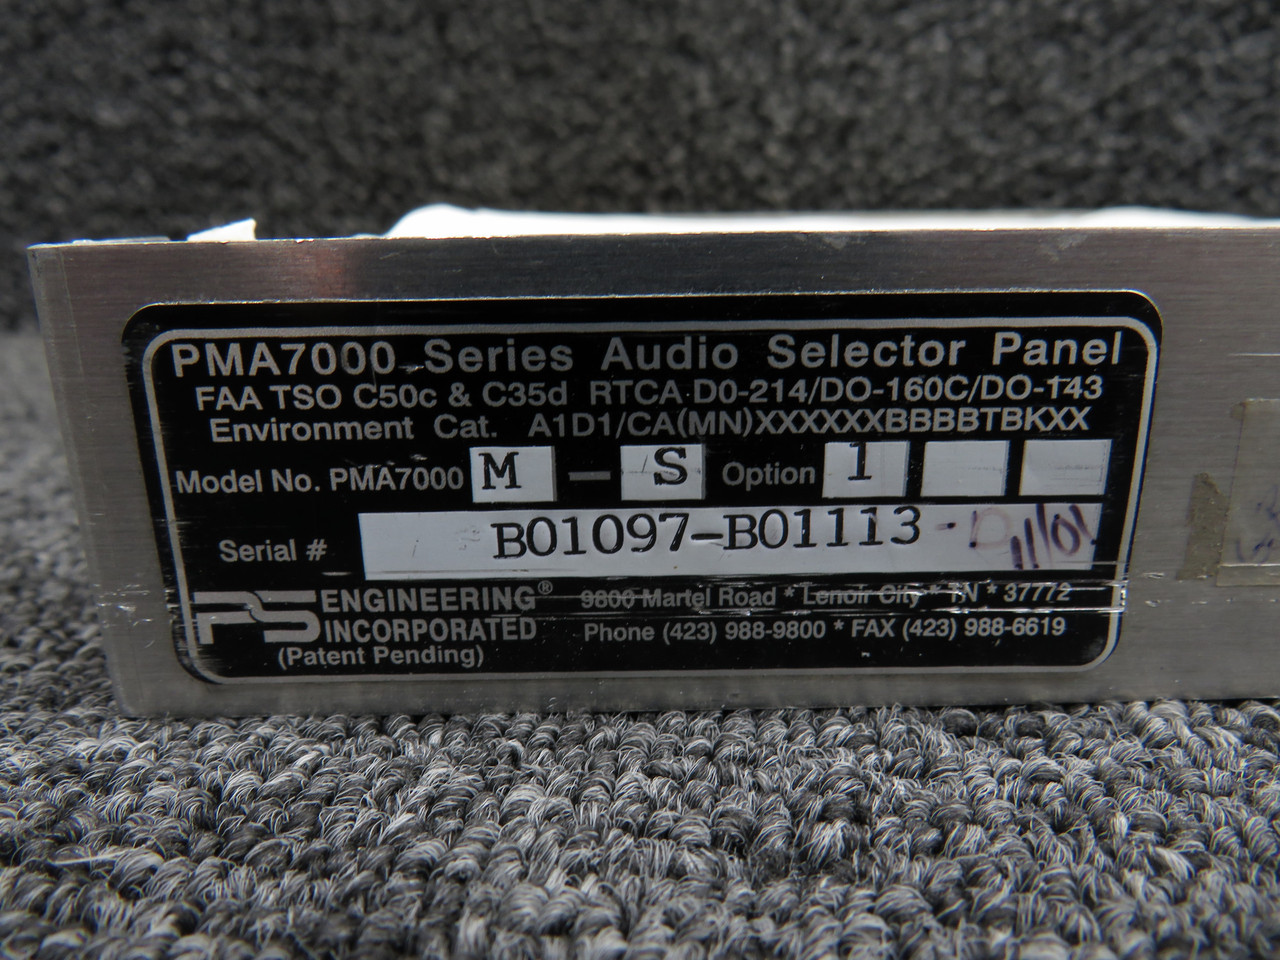 PMA7000 Series Audio Selector Panel
FAA TSO C50c & C35d RTCA D0-214/DO-160C/DO-143
Environment Cat. A1D1/CA(MN)XXXXXXBBBBTBKXX
Model No. PMA7000 M - S Option 1
Serial # B01097-B01113 - 11/01
PS ENGINEERING®
INCORPORATED
(Patent Pending)
9800 Martel Road * Lenoir City * TN * 37772
Phone (423) 988-9800 * FAX (423) 988-6619